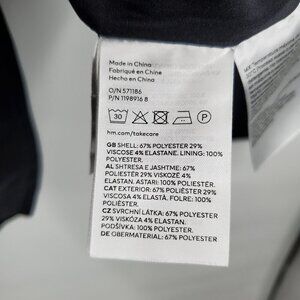 Made in China
Fabriqué en Chine
Hecho en China
O/N 571186
P/N 1198916 8
30
P
hm.com/takecare
GB SHELL: 67% POLYESTER 29%
VISCOSE 4% ELASTANE. LINING: 100%
POLYESTER.
AL SHTRESA E JASHTME: 67%
POLIESTËR 29% VISKOZË 4%
ELASTAN. ASTARI: 100% POLIESTËR.
CAT EXTERIOR: 67% POLIÈSTER 29%
VISCOSA 4% ELASTÀ. FOLRE: 100%
POLIÈSTER.
CZ SVRCHNÍ LÁTKA: 67% POLYESTER
29% VISKÓZA 4% ELASTAN.
PODŠÍVKA: 100% POLYESTER.
DE OBERMATERIAL: 67% POLYESTER